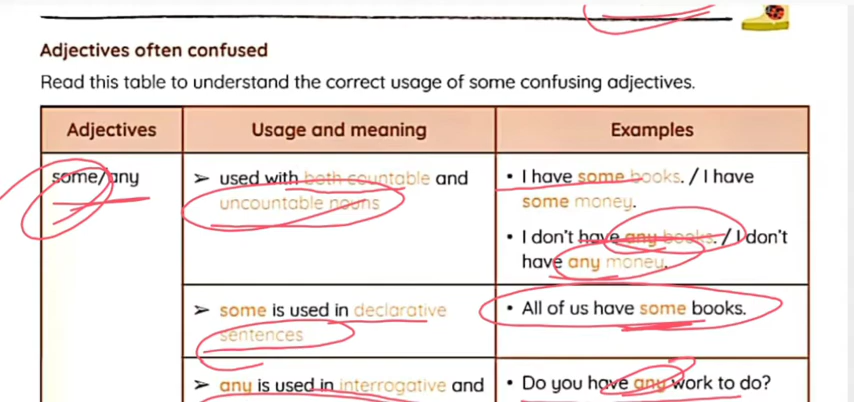 Adjectives often confused
Read this table to understand the correct usage of some confusing adjectives.
Adjectives
Usage and meaning
Examples
some/any
➢ used with both countable and
uncountable nouns
• I have some books. / I have
some money.
• I don't have any books. / I don't
have any money.
➢ some is used in declarative
sentences
• All of us have some books.
➢ any is used in interrogative and
• Do you have any work to do?